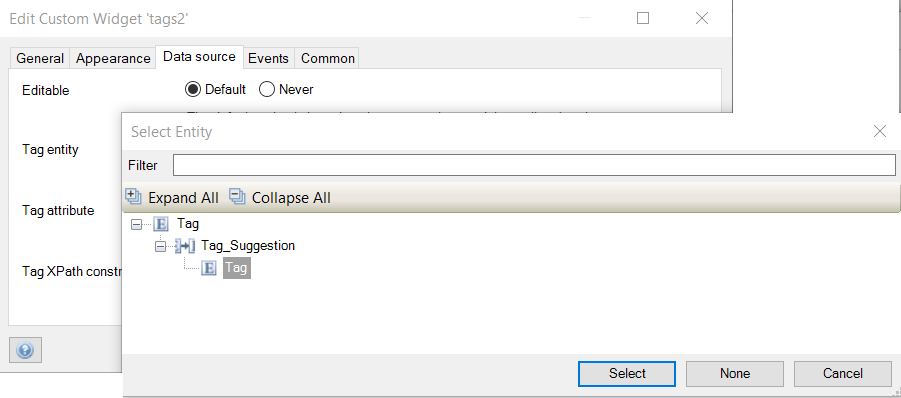 Edit Custom Widget 'tags2'
General Appearance Data source Events Common
Editable Default Never
Select Entity
Tag entity
Filter
Expand All Collapse All
Tag attribute
Tag
Tag_Suggestion
Tag XPath constr
Tag
Select None Cancel